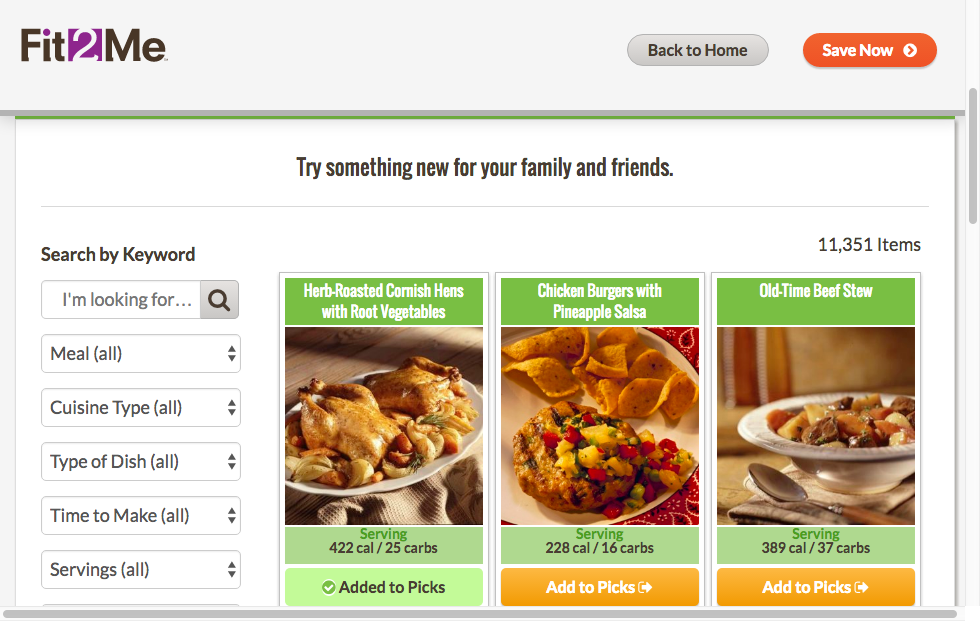 Fit2Me
Back to Home
Save Now
Try something new for your family and friends.
11,351 Items
Search by Keyword
I'm looking for...
Meal (all)
Cuisine Type (all)
Type of Dish (all)
Time to Make (all)
Servings (all)
Herb-Roasted Cornish Hens
with Root Vegetables
Serving
422 cal / 25 carbs
Added to Picks
Chicken Burgers with
Pineapple Salsa
Serving
228 cal / 16 carbs
Add to Picks
Old-Time Beef Stew
Serving
389 cal / 37 carbs
Add to Picks